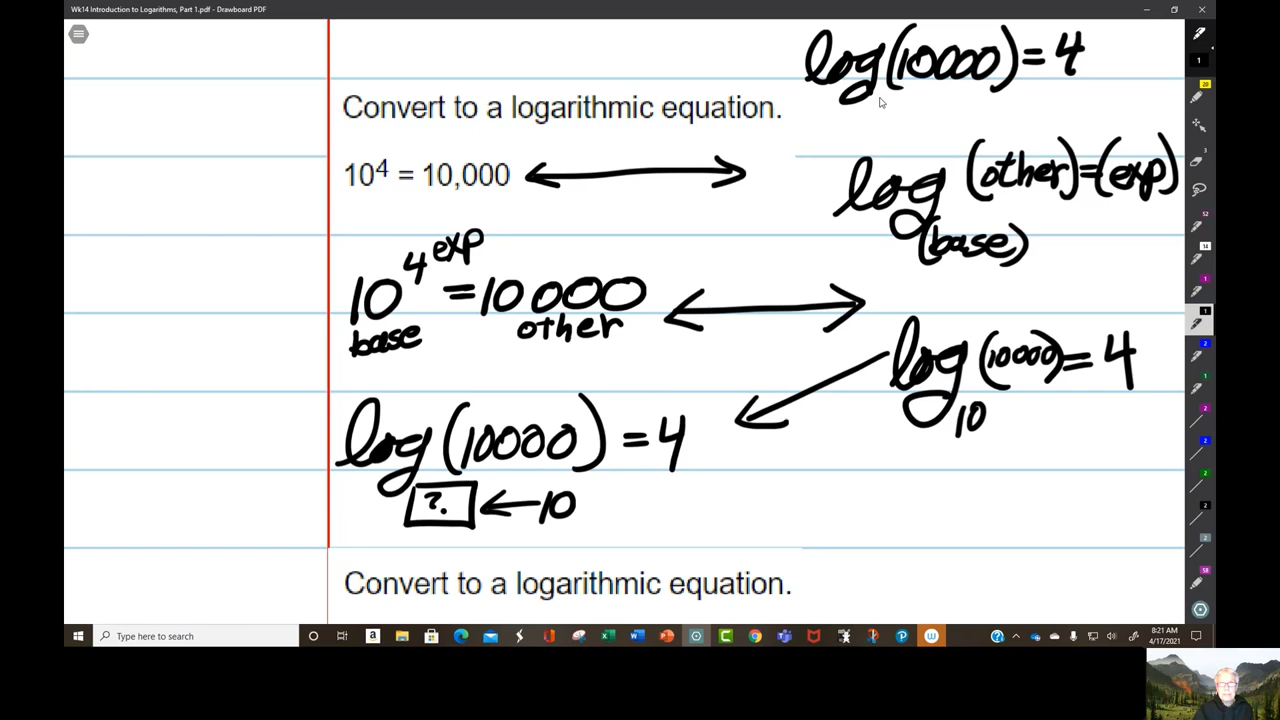 Wk14 Introduction to Logarithms, Part 1.pdf - Drawboard PDF
log(10000)=4
Convert to a logarithmic equation.
10⁴ = 10,000
log (other)=(exp)
(base)
10 4 exp = 10000
base other
log (10000) = 4
10
log (10000) = 4
? 10
Convert to a logarithmic equation.
Type here to search
8:21 AM
4/17/2021